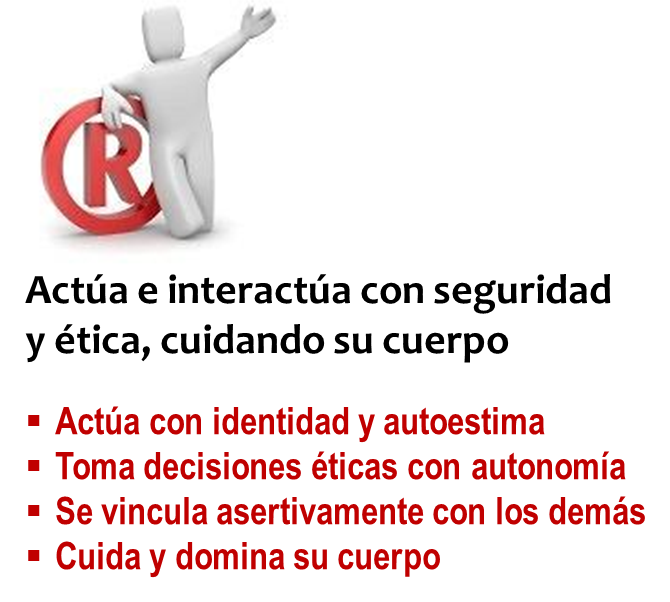 R
Actúa e interactúa con seguridad
y ética, cuidando su cuerpo
▪ Actúa con identidad y autoestima
▪ Toma decisiones éticas con autonomía
▪ Se vincula asertivamente con los demás
▪ Cuida y domina su cuerpo